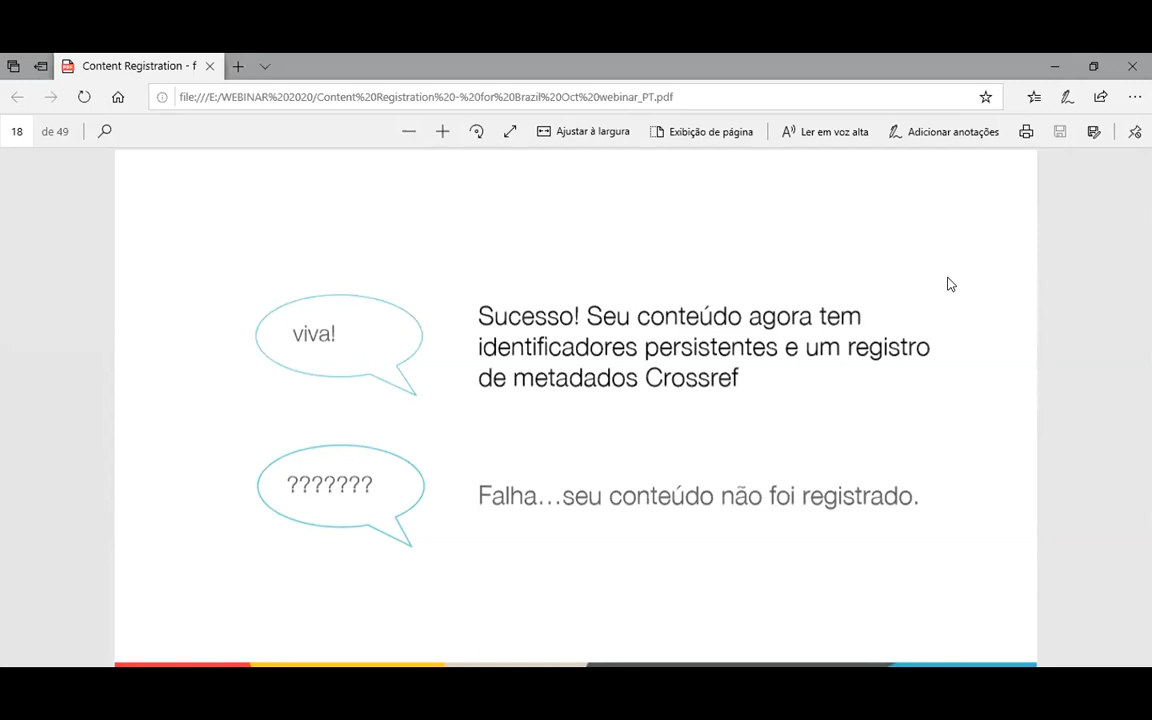 Content Registration - f
file:///E:/WEBINAR%202020/Content%20Registration%20-%20for%20Brazil%20Oct%20webinar_PT.pdf
18 de 49 Ajustar à largura Exibição de página Ler em voz alta Adicionar anotações
viva!
Sucesso! Seu conteúdo agora tem
identificadores persistentes e um registro
de metadados Crossref
???????
Falha...seu conteúdo não foi registrado.